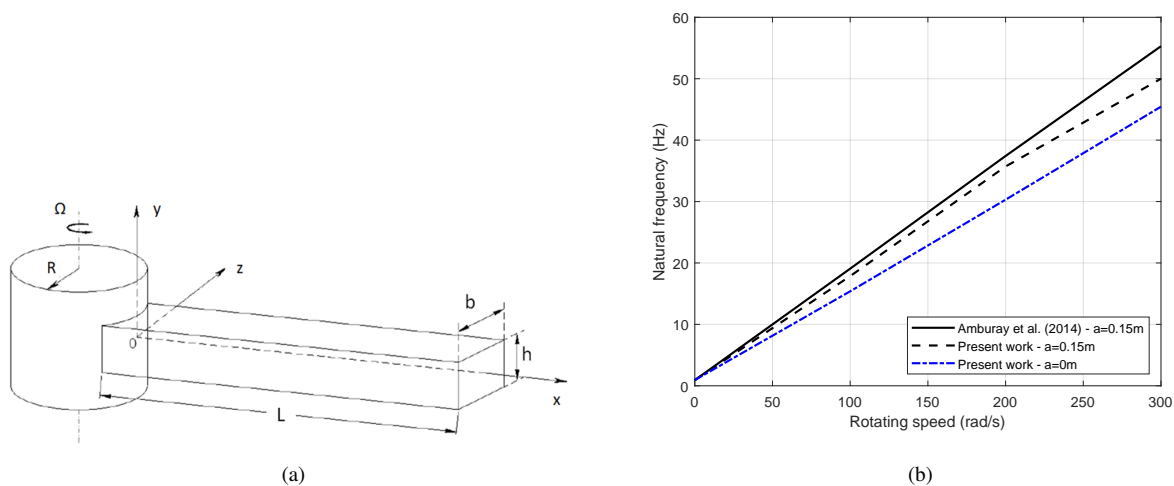 Ω
y
R
z
b
0
h
x
L
(a)
60
50
40
30
20
10
0
Natural frequency (Hz)
Amburay et al. (2014) - a=0.15m
Present work - a=0.15m
Present work - a=0m
0 50 100 150 200 250 300
Rotating speed (rad/s)
(b)